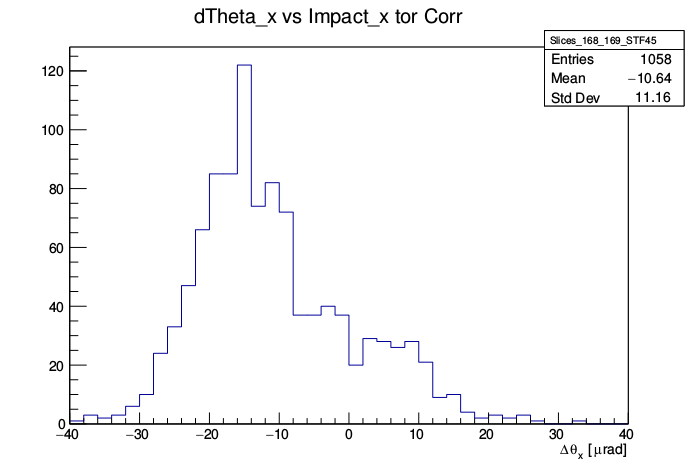 dTheta_x vs Impact_x tor Corr
Slices_168_169_STF45
Entries 1058
Mean −10.64
Std Dev 11.16
120
100
80
60
40
20
0
−40 −30 −20 −10 0 10 20 30 40
Δθx [μrad]